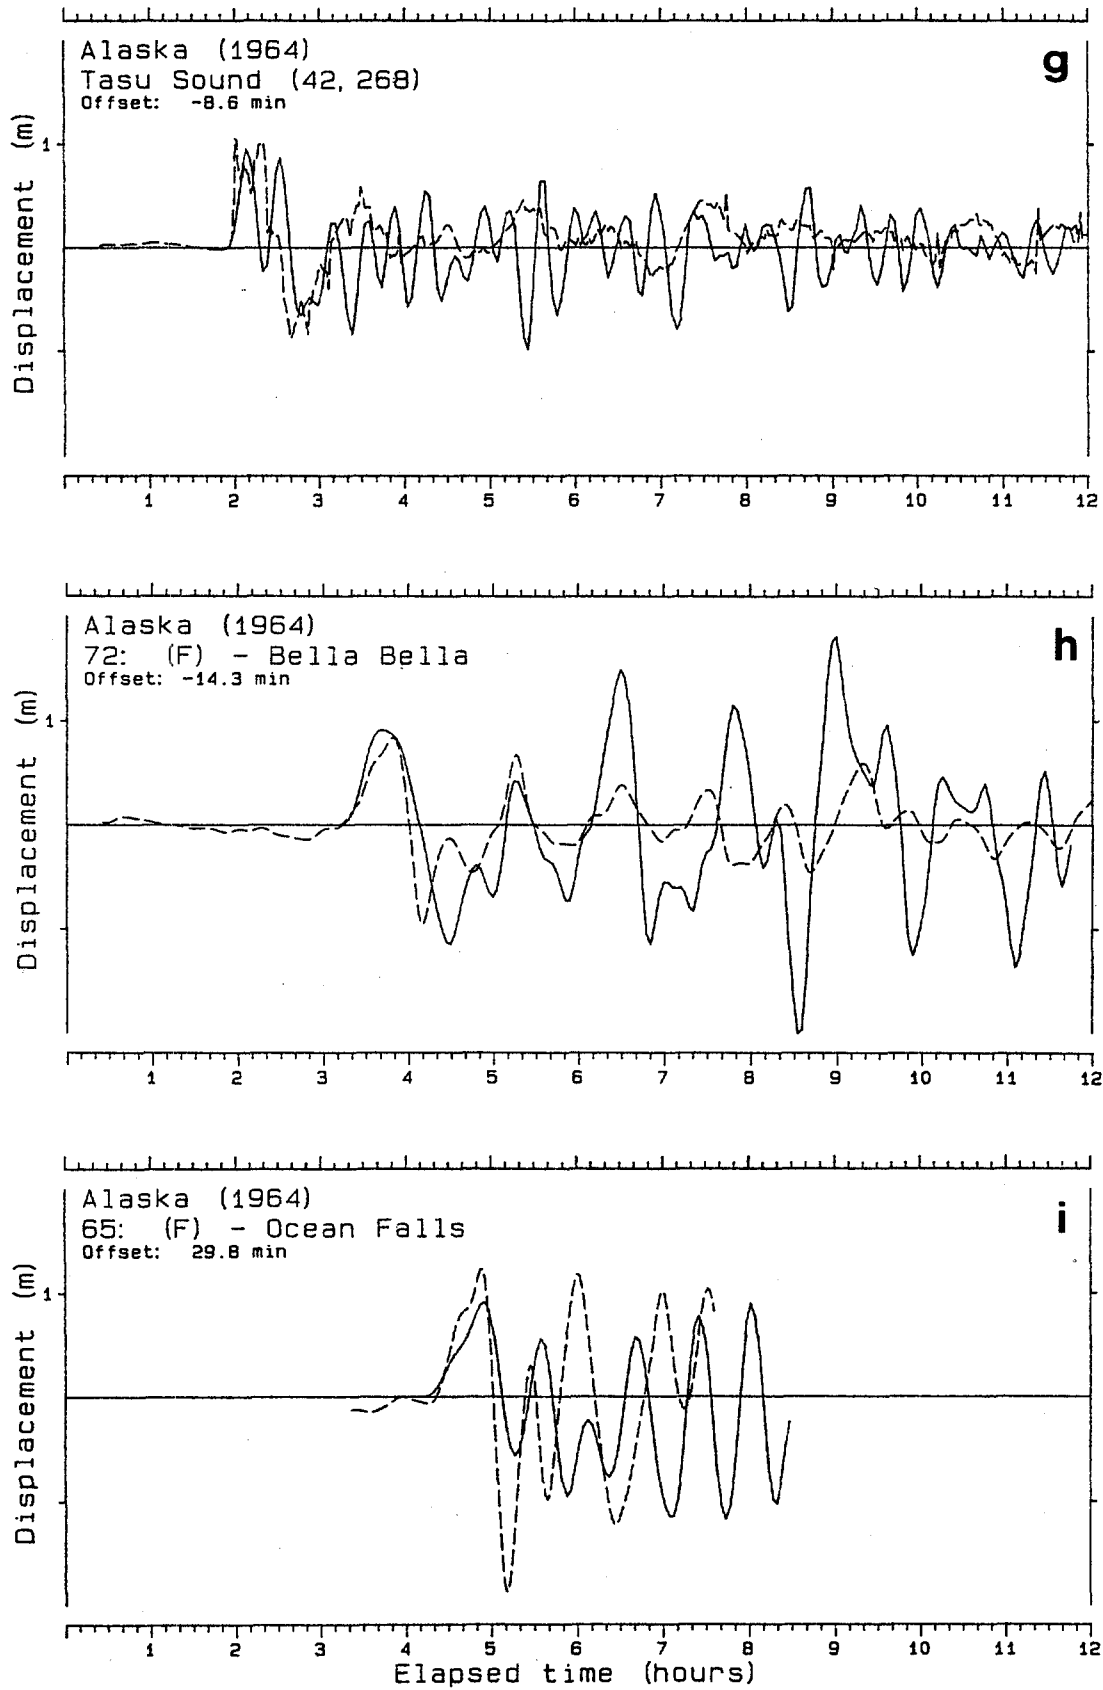 Alaska (1964)
g
Tasu Sound (42, 268)
Offset: -8.6 min
Displacement (m)
1
1 2 3 4 5 6 7 8 9 10 11 12
Alaska (1964)
h
72: (F) - Bella Bella
Offset: -14.3 min
Displacement (m)
1
1 2 3 4 5 6 7 8 9 10 11 12
Alaska (1964)
i
65: (F) - Ocean Falls
Offset: 29.8 min
Displacement (m)
1
1 2 3 4 5 6 7 8 9 10 11 12
Elapsed time (hours)